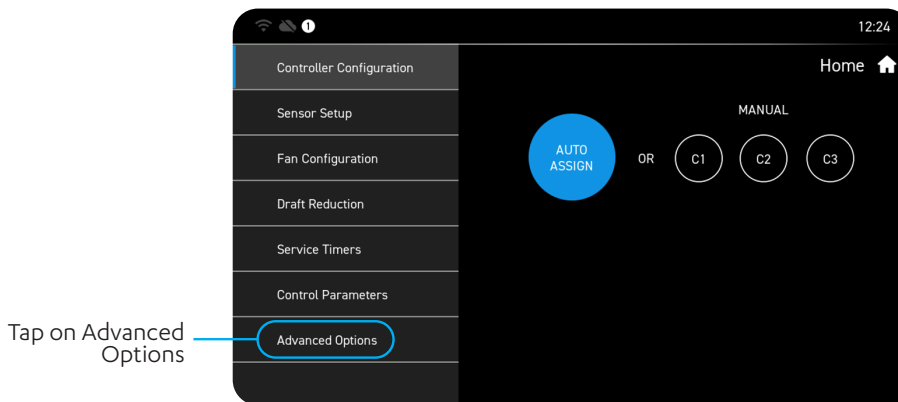 1
12:24
Controller Configuration
Home
Sensor Setup
MANUAL
Fan Configuration
AUTO
ASSIGN
OR
C1
C2
C3
Draft Reduction
Service Timers
Control Parameters
Advanced Options
Tap on Advanced
Options